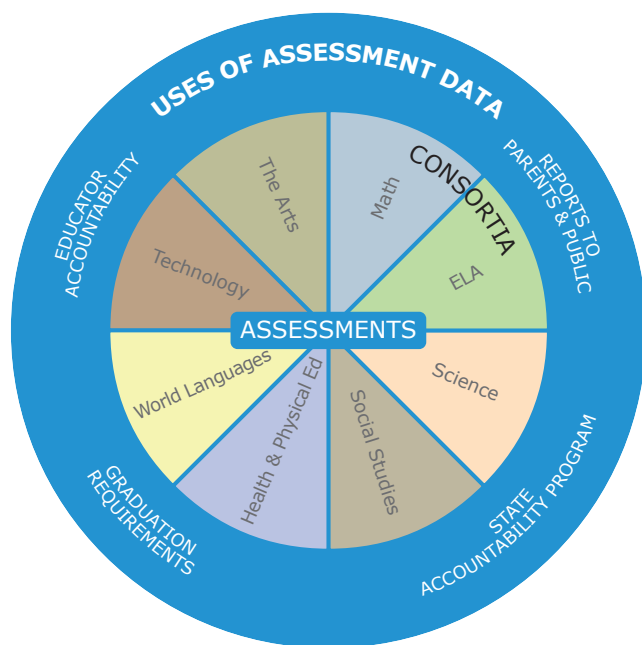 USES OF ASSESSMENT DATA
EDUCATOR
ACCOUNTABILITY
REPORTS TO
PARENTS & PUBLIC
CONSORTIA
The Arts
Math
Technology
ELA
ASSESSMENTS
World Languages
Science
Health & Physical Ed
Social Studies
GRADUATION
REQUIREMENTS
STATE
ACCOUNTABILITY PROGRAM